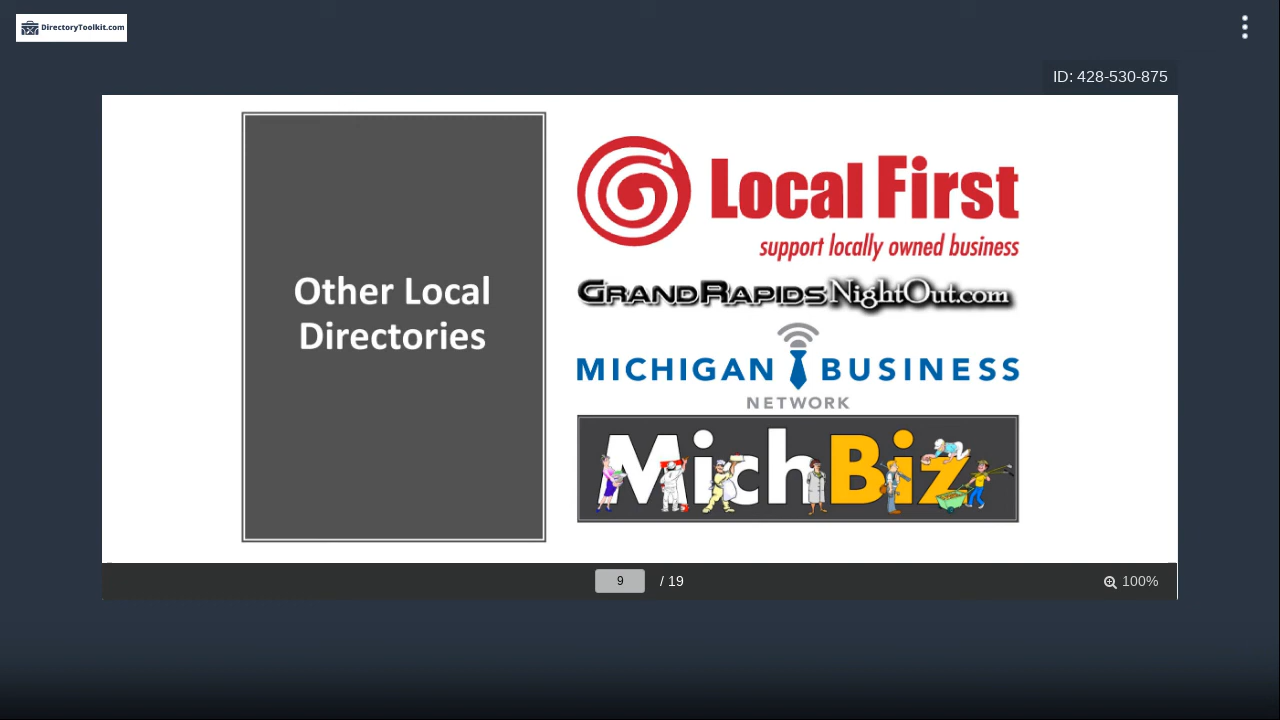 DirectoryToolkit.com
ID: 428-530-875
Other Local
Directories
Local First
support locally owned business
GrandRapidsNightOut.com
MICHIGAN BUSINESS
NETWORK
MichBiz
9 / 19
100%